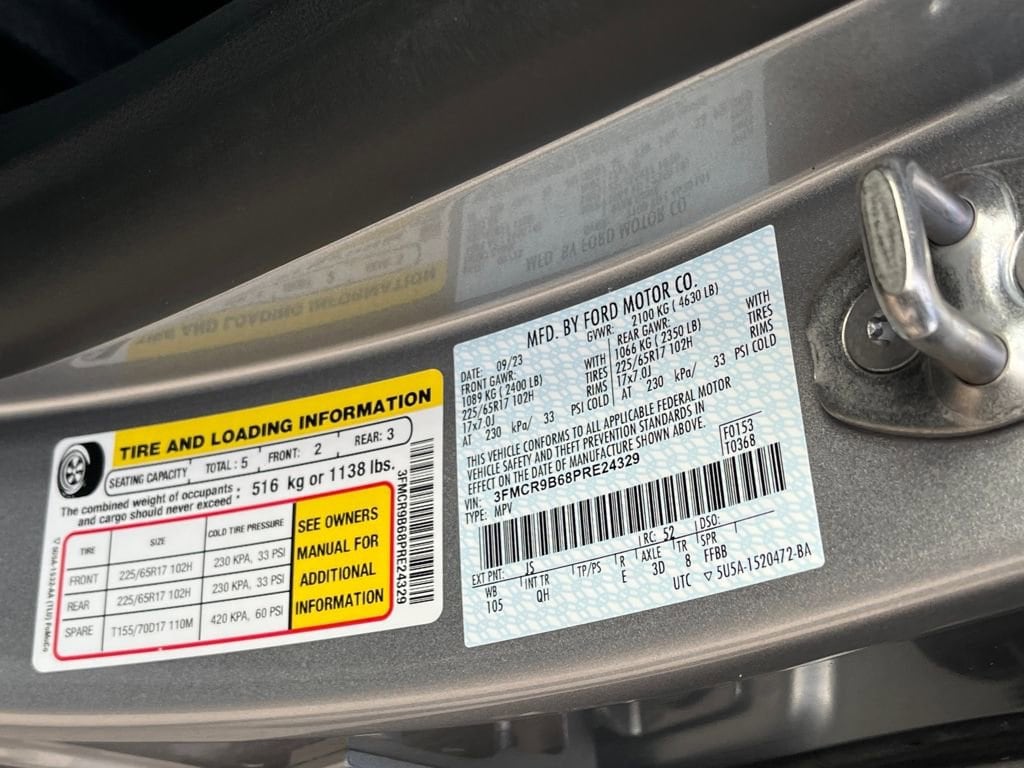 TIRE AND LOADING INFORMATION
SEATING CAPACITY TOTAL: 5 FRONT: 2 REAR: 3
The combined weight of occupants and cargo should never exceed: 516 kg or 1138 lbs.
TIRE SIZE COLD TIRE PRESSURE
FRONT 225/65R17 102H 230 KPA, 33 PSI
REAR 225/65R17 102H 230 KPA, 33 PSI
SPARE T155/70D17 110M 420 KPA, 60 PSI
SEE OWNERS
MANUAL FOR
ADDITIONAL
INFORMATION
3FMCR9B68PRE24329
MFD. BY FORD MOTOR CO.
DATE: 09/23 GVWR: 2100 KG ( 4630 LB)
FRONT GAWR: REAR GAWR:
1089 KG ( 2400 LB) WITH 1066 KG ( 2350 LB) WITH
225/65R17 102H TIRES 225/65R17 102H TIRES
17x7.0J RIMS 17x7.0J RIMS
AT 230 kPa/ 33 PSI COLD AT 230 kPa/ 33 PSI COLD
THIS VEHICLE CONFORMS TO ALL APPLICABLE FEDERAL MOTOR
VEHICLE SAFETY AND THEFT PREVENTION STANDARDS IN
EFFECT ON THE DATE OF MANUFACTURE SHOWN ABOVE.
VIN: 3FMCR9B68PRE24329 F0153
TYPE: MPV T0368
EXT PNT: JS RC: 52 DSO:
WB INT TR TP/PS R AXLE TR SPR
105 QH E 3D 8 FFBB
UTC ▽ 5U5A-1520472-BA